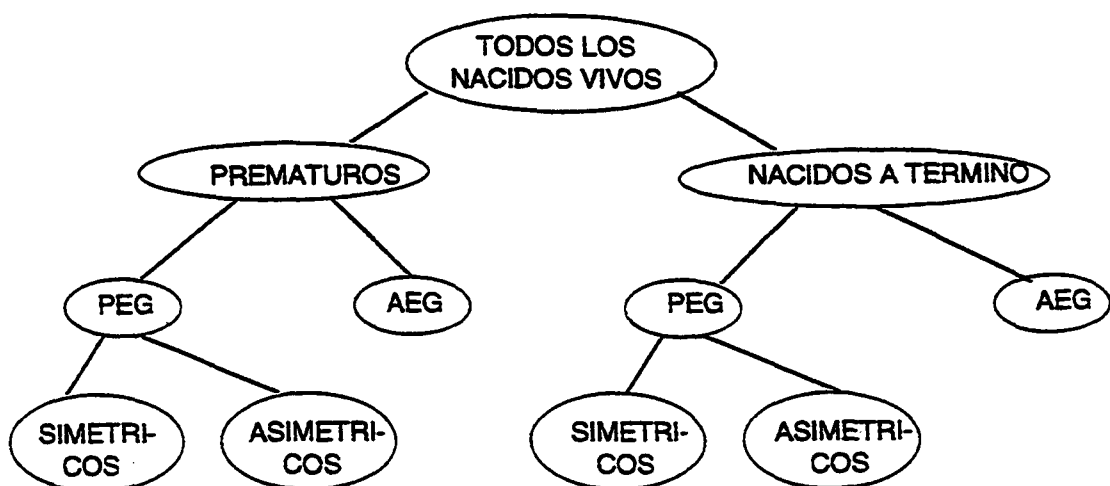 TODOS LOS
NACIDOS VIVOS
PREMATUROS
NACIDOS A TERMINO
PEG
AEG
PEG
AEG
SIMETRI-
COS
ASIMETRI-
COS
SIMETRI-
COS
ASIMETRI-
COS